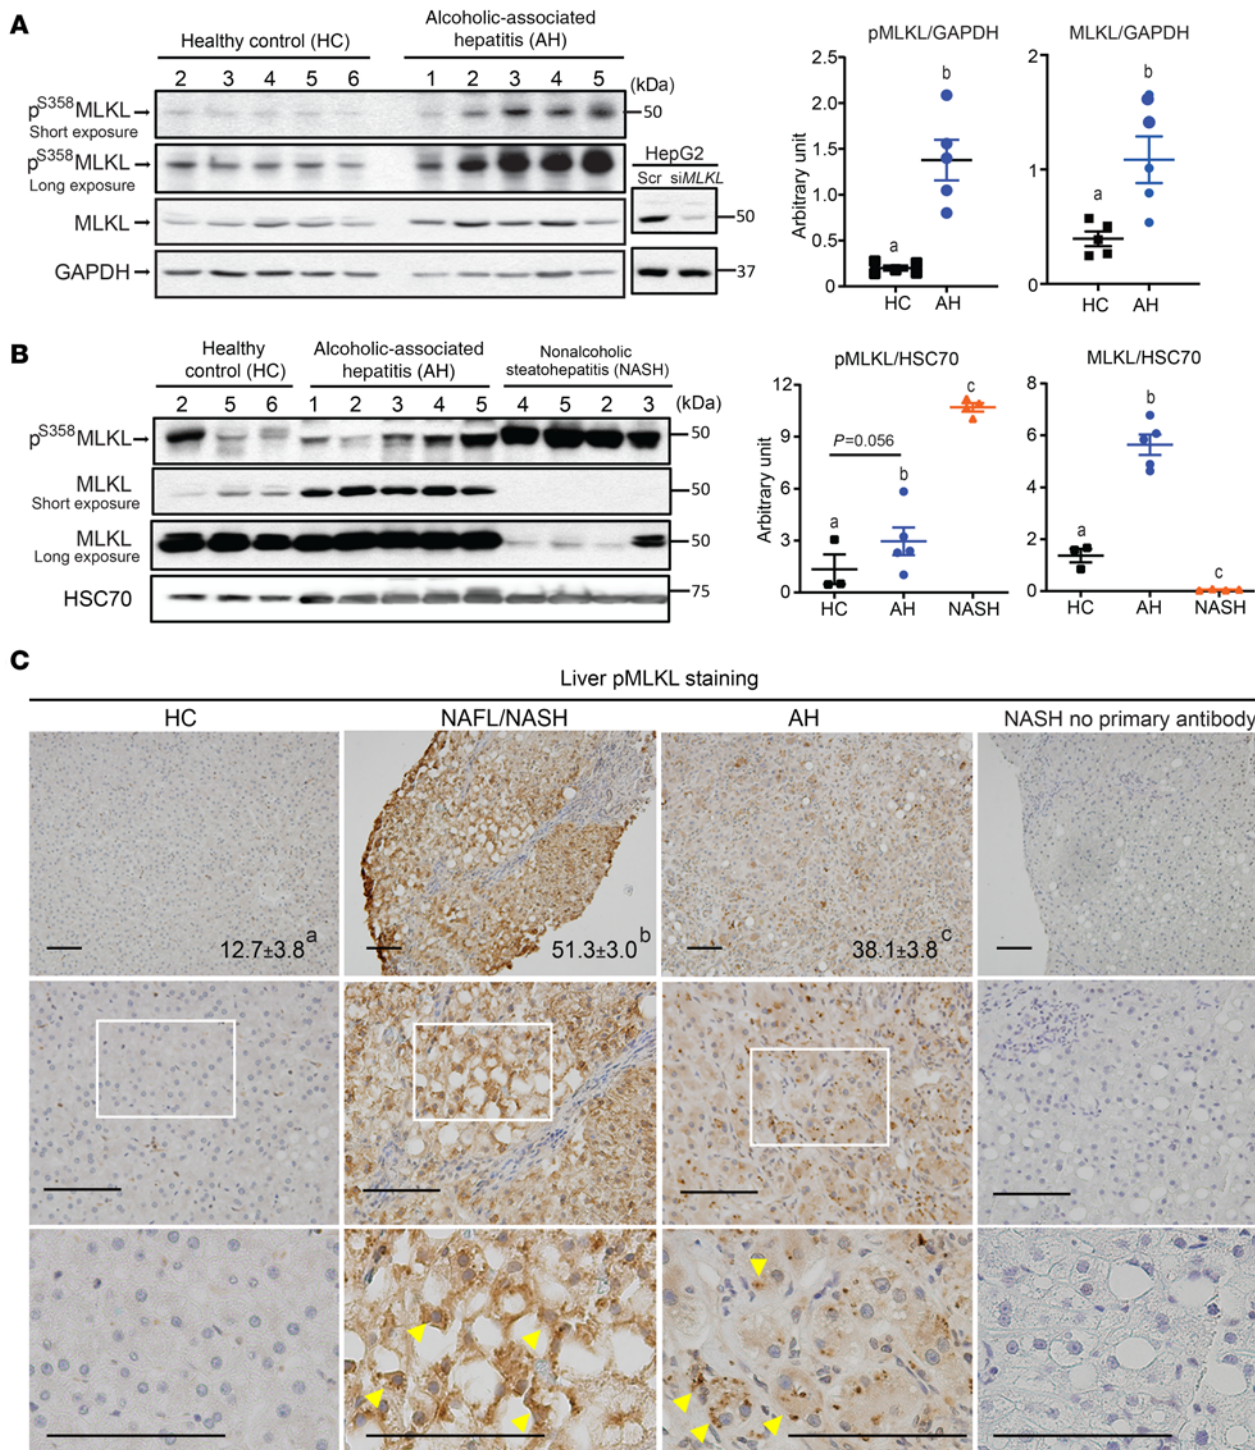 A
Healthy control (HC)
Alcoholic-associated
hepatitis (AH)
2 3 4 5 6 1 2 3 4 5 (kDa)
pS358MLKL
Short exposure
50
pS358MLKL
Long exposure
HepG2
Scr siMLKL
MLKL
50
GAPDH
37
pMLKL/GAPDH
Arbitrary unit
2.5
2.0
1.5
1.0
0.5
0
a
b
HC AH
MLKL/GAPDH
2
1
0
a
b
HC AH
B
Healthy
control (HC)
Alcoholic-associated
hepatitis (AH)
Nonalcoholic
steatohepatitis (NASH)
2 5 6 1 2 3 4 5 4 5 2 3 (kDa)
pS358MLKL
50
MLKL
Short exposure
50
MLKL
Long exposure
50
HSC70
75
pMLKL/HSC70
Arbitrary unit
12
9
6
3
0
P=0.056
a
b
c
HC AH NASH
MLKL/HSC70
8
6
4
2
0
a
b
c
HC AH NASH
C
Liver pMLKL staining
HC NAFL/NASH AH NASH no primary antibody
12.7±3.8a
51.3±3.0b
38.1±3.8c